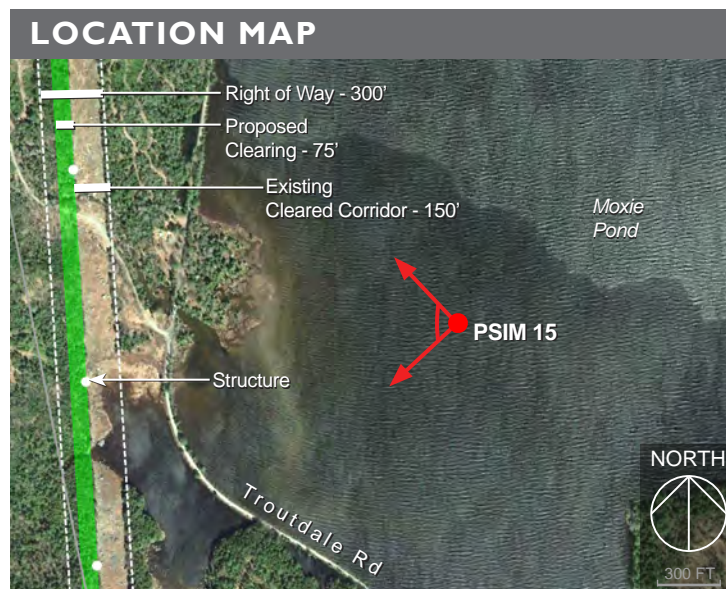 LOCATION MAP
Right of Way - 300'
Proposed
Clearing - 75'
Existing
Cleared Corridor - 150'
Moxie
Pond
PSIM 15
Structure
Troutdale Rd
NORTH
300 FT